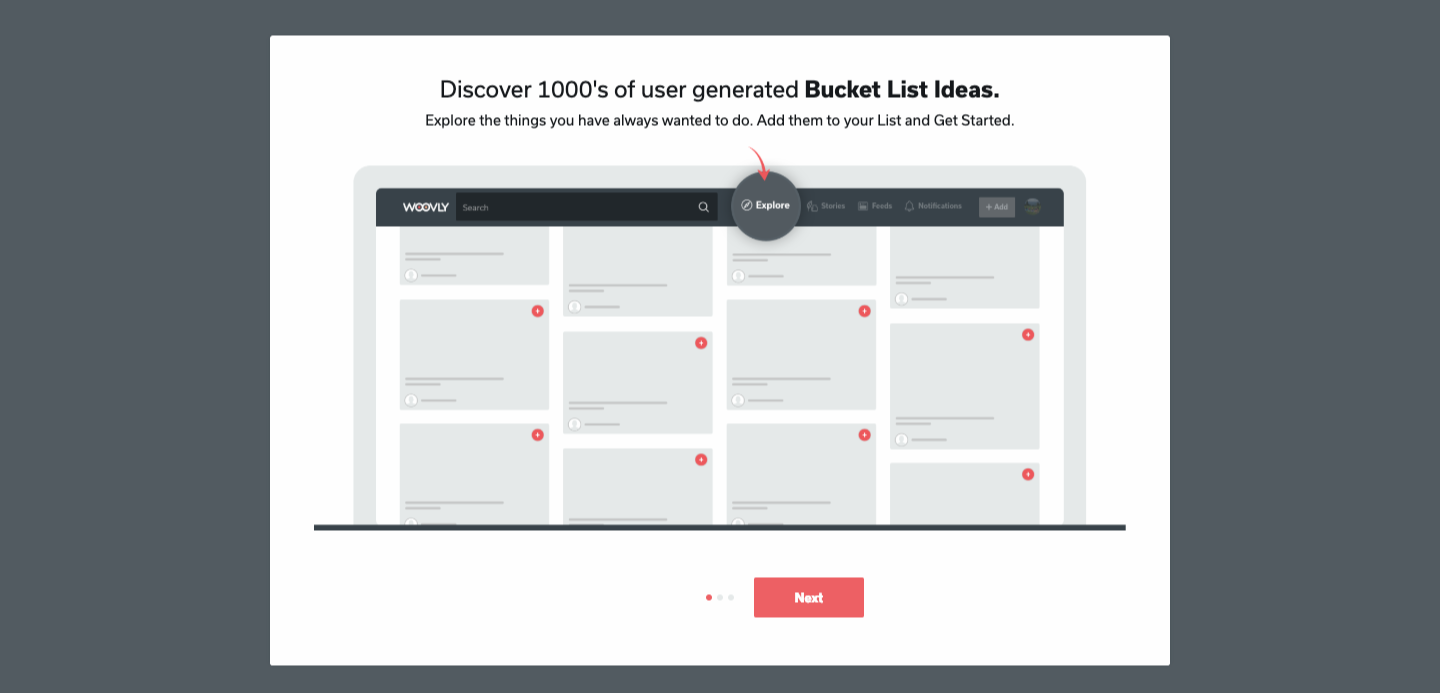 Discover 1000's of user generated Bucket List Ideas.
Explore the things you have always wanted to do. Add them to your List and Get Started.
WOOVLY
Search
Explore
Stories
Feeds
Notifications
+ Add
Next